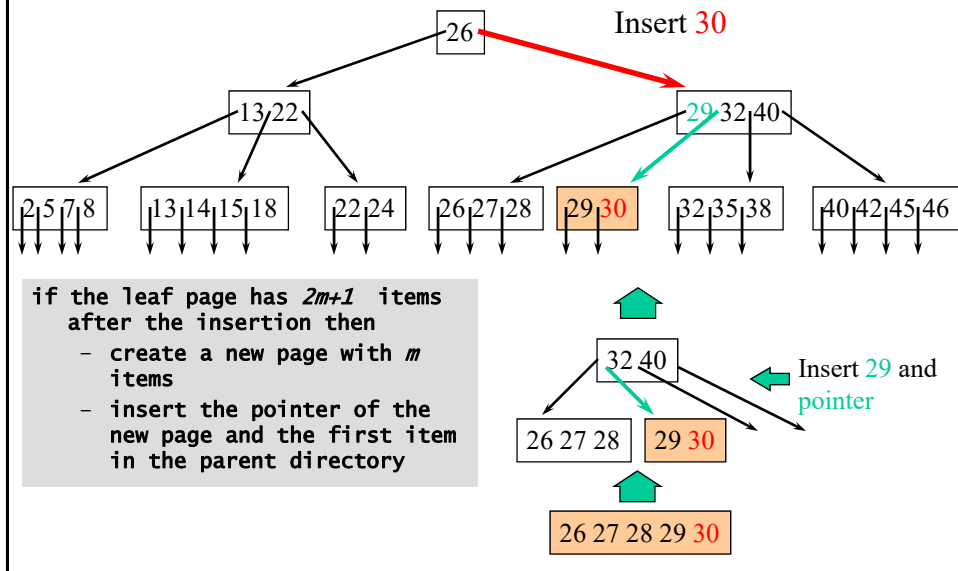 Insert 30
26
13 22
29 32 40
2 5 7 8
13 14 15 18
22 24
26 27 28
29 30
32 35 38
40 42 45 46
if the leaf page has 2m+1 items
after the insertion then
– create a new page with m
items
– insert the pointer of the
new page and the first item
in the parent directory
32 40
Insert 29 and
pointer
26 27 28
29 30
26 27 28 29 30